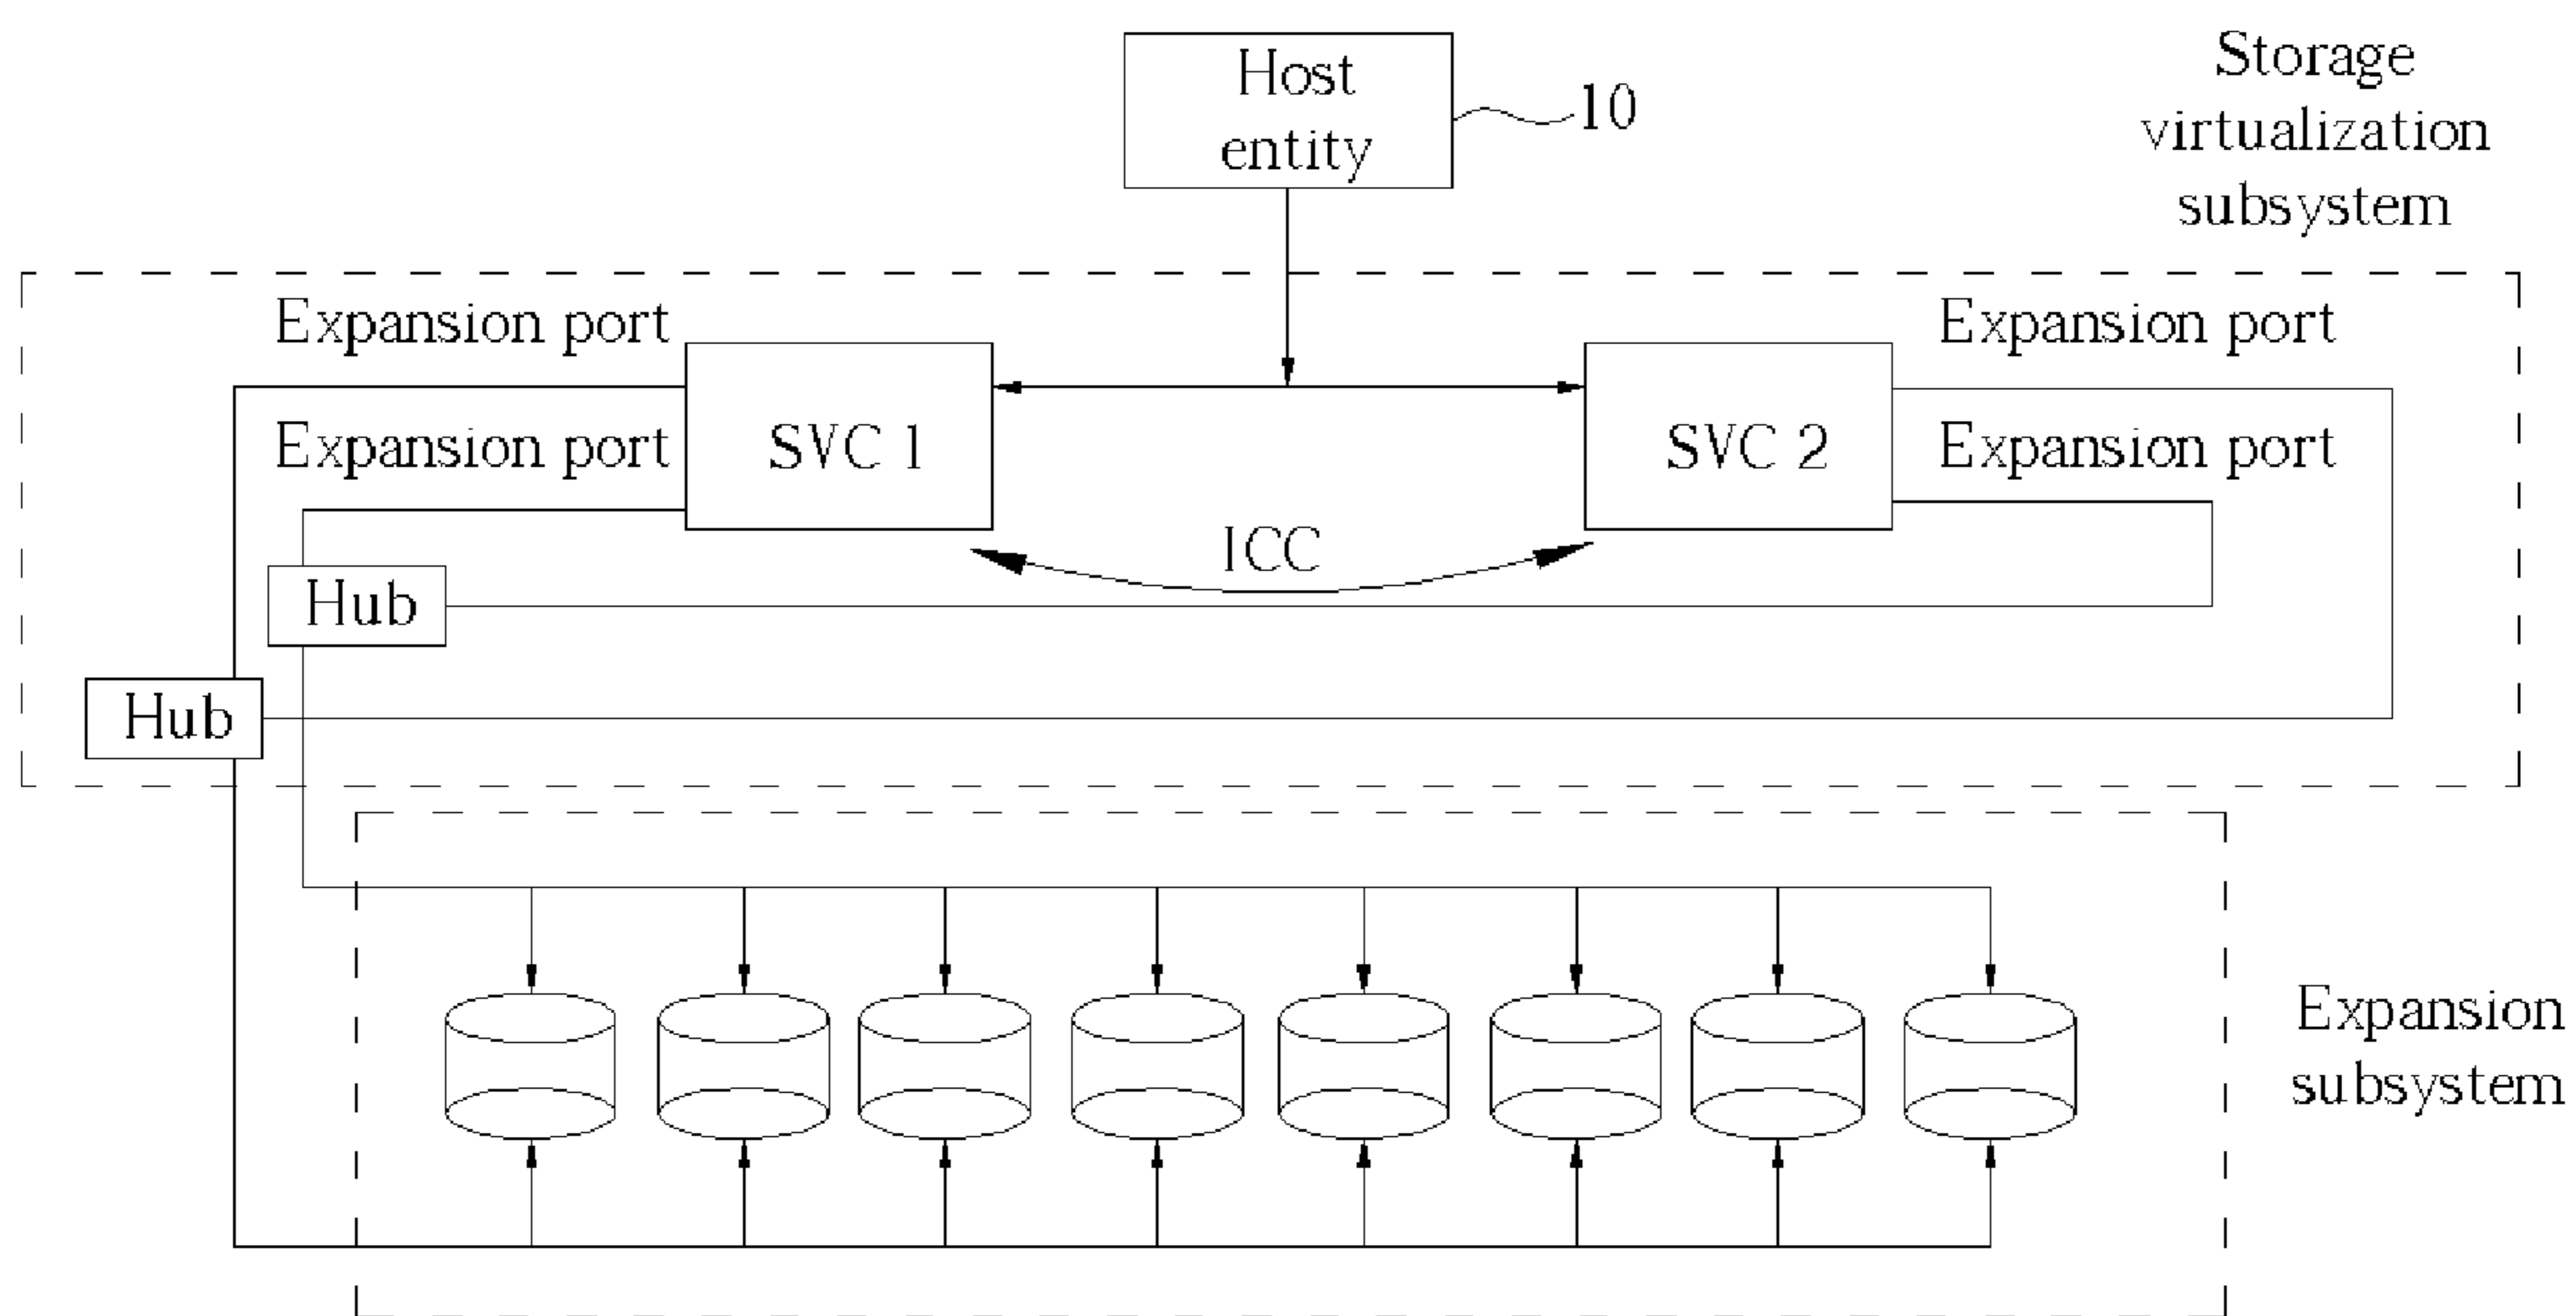 Host
entity
10
Storage
virtualization
subsystem
Expansion port
Expansion port
Expansion port
Expansion port
SVC 1
SVC 2
ICC
Hub
Hub
Expansion
subsystem